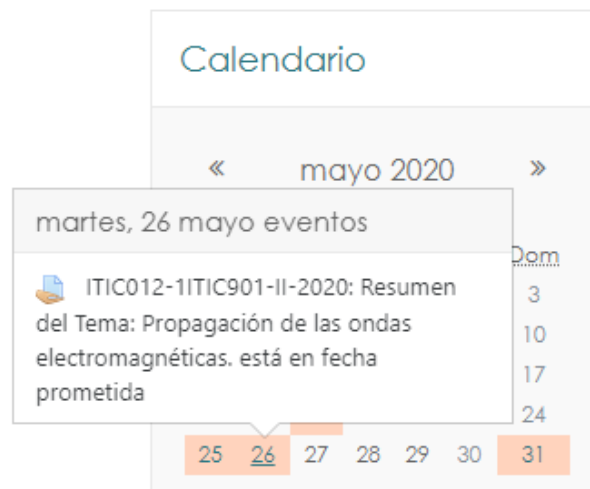 Calendario
« mayo 2020 »
martes, 26 mayo eventos
ITIC012-1ITIC901-II-2020: Resumen
del Tema: Propagación de las ondas
electromagnéticas. está en fecha
prometida
Dom
3
10
17
24
25 26 27 28 29 30 31